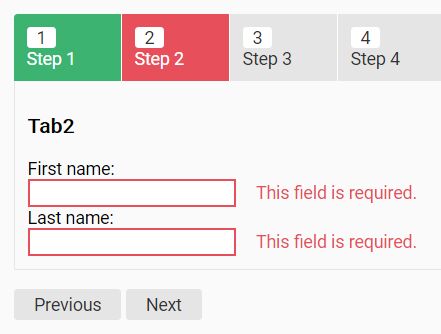 1 2 3 4
Step 1 Step 2 Step 3 Step 4
Tab2
First name:
This field is required.
Last name:
This field is required.
Previous Next